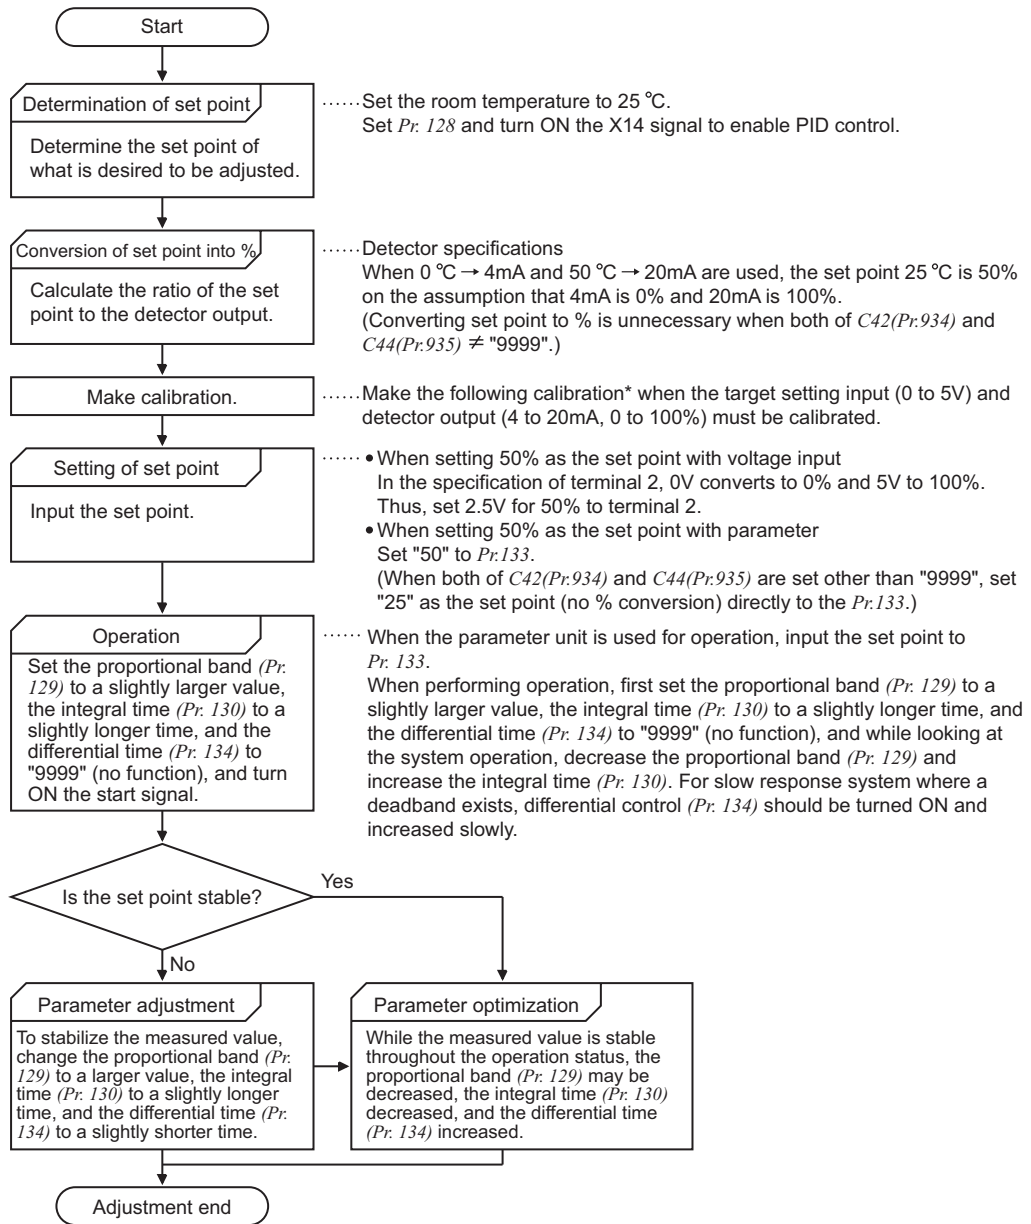 Start
Determination of set point
Determine the set point of
what is desired to be adjusted.
......Set the room temperature to 25 °C.
Set Pr. 128 and turn ON the X14 signal to enable PID control.
Conversion of set point into %
Calculate the ratio of the set
point to the detector output.
......Detector specifications
When 0 °C → 4mA and 50 °C → 20mA are used, the set point 25 °C is 50%
on the assumption that 4mA is 0% and 20mA is 100%.
(Converting set point to % is unnecessary when both of C42(Pr.934) and
C44(Pr.935) ≠ "9999".)
Make calibration.
......Make the following calibration* when the target setting input (0 to 5V) and
detector output (4 to 20mA, 0 to 100%) must be calibrated.
Setting of set point
Input the set point.
...... • When setting 50% as the set point with voltage input
In the specification of terminal 2, 0V converts to 0% and 5V to 100%.
Thus, set 2.5V for 50% to terminal 2.
• When setting 50% as the set point with parameter
Set "50" to Pr.133.
(When both of C42(Pr.934) and C44(Pr.935) are set other than "9999", set
"25" as the set point (no % conversion) directly to the Pr.133.)
Operation
Set the proportional band (Pr.
129) to a slightly larger value,
the integral time (Pr. 130) to a
slightly longer time, and the
differential time (Pr. 134) to
"9999" (no function), and turn
ON the start signal.
...... When the parameter unit is used for operation, input the set point to
Pr. 133.
When performing operation, first set the proportional band (Pr. 129) to a
slightly larger value, the integral time (Pr. 130) to a slightly longer time, and
the differential time (Pr. 134) to "9999" (no function), and while looking at
the system operation, decrease the proportional band (Pr. 129) and
increase the integral time (Pr. 130). For slow response system where a
deadband exists, differential control (Pr. 134) should be turned ON and
increased slowly.
Is the set point stable?
Yes
No
Parameter adjustment
To stabilize the measured value,
change the proportional band (Pr.
129) to a larger value, the integral
time (Pr. 130) to a slightly longer
time, and the differential time (Pr.
134) to a slightly shorter time.
Parameter optimization
While the measured value is stable
throughout the operation status, the
proportional band (Pr. 129) may be
decreased, the integral time (Pr. 130)
decreased, and the differential time
(Pr. 134) increased.
Adjustment end